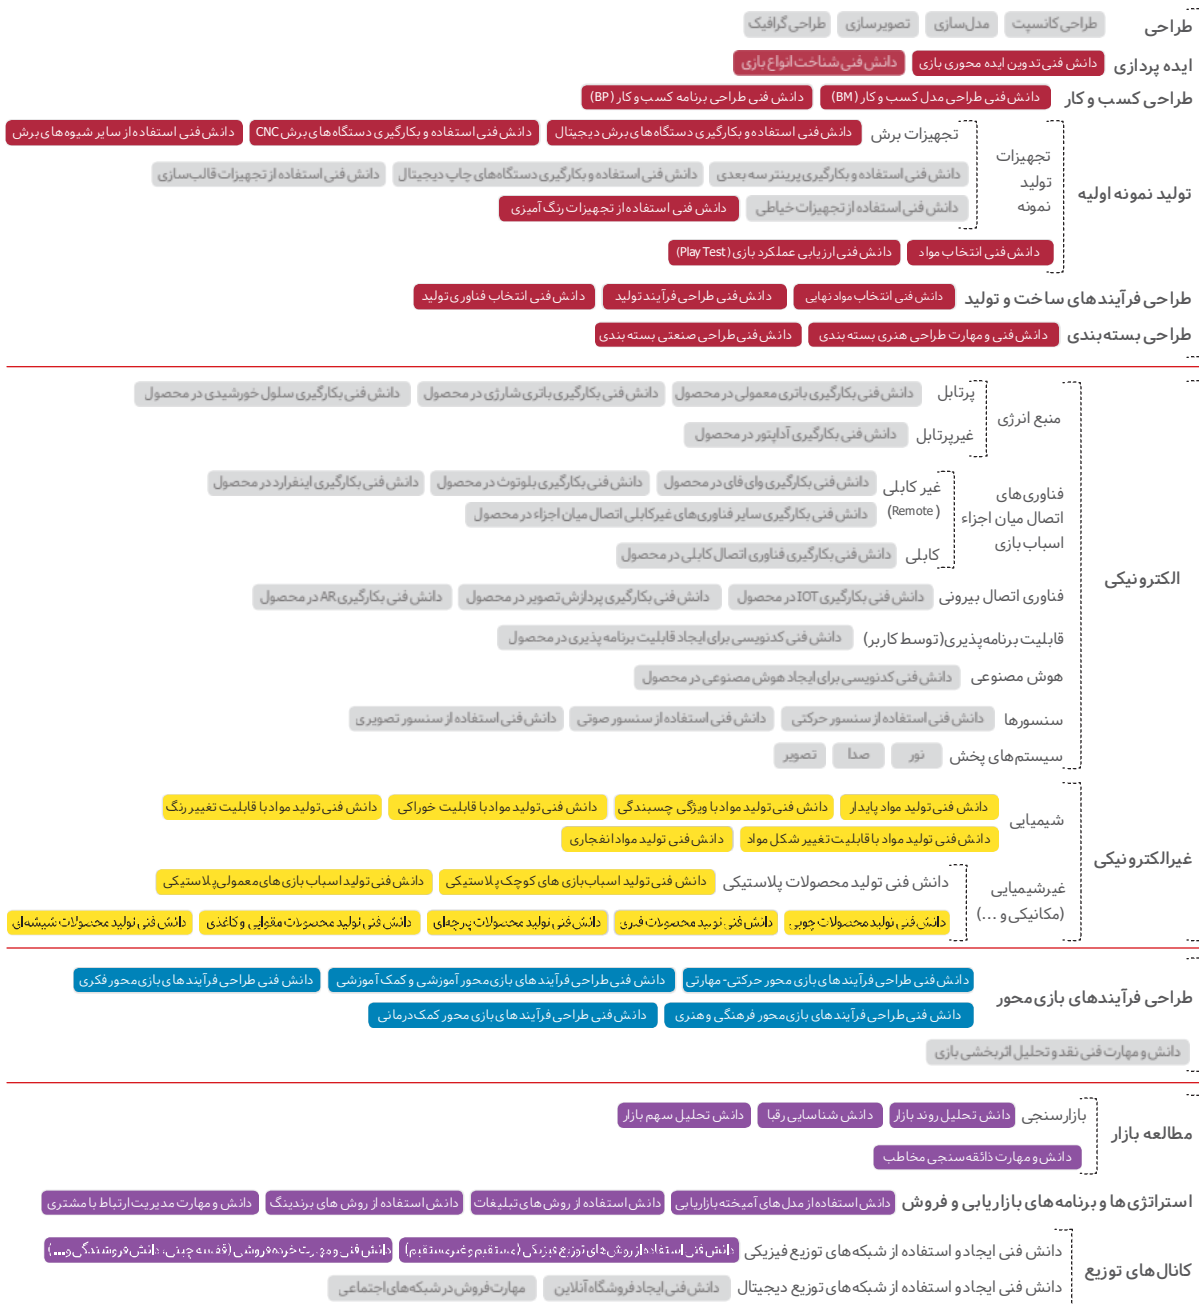 طراحی طراحی کانسپت مدل‌سازی تصویرسازی طراحی گرافیک
ایده پردازی دانش فنی تدوین ایده محوری بازی دانش فنی شناخت انواع بازی
طراحی کسب و کار دانش فنی طراحی مدل کسب و کار (BM) دانش فنی طراحی برنامه کسب و کار (BP)
تولید نمونه اولیه
تجهیزات تولید نمونه
تجهیزات برش دانش فنی استفاده و بکارگیری دستگاه‌های برش دیجیتال دانش فنی استفاده و بکارگیری دستگاه‌های برش CNC دانش فنی استفاده از سایر شیوه‌های برش
دانش فنی استفاده و بکارگیری پرینتر سه بعدی دانش فنی استفاده و بکارگیری دستگاه‌های چاپ دیجیتال دانش فنی استفاده از تجهیزات قالب‌سازی
دانش فنی استفاده از تجهیزات خیاطی دانش فنی استفاده از تجهیزات رنگ آمیزی
دانش فنی انتخاب مواد دانش فنی ارزیابی عملکرد بازی (Play Test)
طراحی فرآیندهای ساخت و تولید دانش فنی انتخاب مواد نهایی دانش فنی طراحی فرآیند تولید دانش فنی انتخاب فناوری تولید
طراحی بسته‌بندی دانش فنی و مهارت طراحی هنری بسته بندی دانش فنی طراحی صنعتی بسته بندی
الکترونیکی
منبع انرژی
پرتابل دانش فنی بکارگیری باتری معمولی در محصول دانش فنی بکارگیری باتری شارژی در محصول دانش فنی بکارگیری سلول خورشیدی در محصول
غیرپرتابل دانش فنی بکارگیری آداپتور در محصول
فناوری‌های اتصال میان اجزاء اسباب‌بازی
غیر کابلی (Remote) دانش فنی بکارگیری وای فای در محصول دانش فنی بکارگیری بلوتوث در محصول دانش فنی بکارگیری اینفرارد در محصول
دانش فنی بکارگیری سایر فناوری‌های غیرکابلی اتصال میان اجزاء در محصول
کابلی دانش فنی بکارگیری فناوری اتصال کابلی در محصول
فناوری اتصال بیرونی دانش فنی بکارگیری IOT در محصول دانش فنی بکارگیری پردازش تصویر در محصول دانش فنی بکارگیری AR در محصول
قابلیت برنامه‌پذیری(توسط کاربر) دانش فنی کدنویسی برای ایجاد قابلیت برنامه پذیری در محصول
هوش مصنوعی دانش فنی کدنویسی برای ایجاد هوش مصنوعی در محصول
سنسورها دانش فنی استفاده از سنسور حرکتی دانش فنی استفاده از سنسور صوتی دانش فنی استفاده از سنسور تصویری
سیستم‌های پخش نور صدا تصویر
غیرالکترونیکی
شیمیایی دانش فنی تولید مواد پایدار دانش فنی تولید مواد با ویژگی چسبندگی دانش فنی تولید مواد با قابلیت خوراکی دانش فنی تولید مواد با قابلیت تغییر رنگ
دانش فنی تولید مواد با قابلیت تغییر شکل مواد دانش فنی تولید مواد انفجاری
غیرشیمیایی (مکانیکی و ...)
دانش فنی تولید محصولات پلاستیکی دانش فنی تولید اسباب‌بازی های کوچک پلاستیکی دانش فنی تولید اسباب بازی های معمولی پلاستیکی
دانش فنی تولید محصولات چوبی دانش فنی تولید محصولات فلزی دانش فنی تولید محصولات پارچه‌ای دانش فنی تولید محصولات مقوایی و کاغذی دانش فنی تولید محصولات شیشه‌ای
طراحی فرآیندهای بازی‌محور
دانش فنی طراحی فرآیندهای بازی محور حرکتی- مهارتی دانش فنی طراحی فرآیندهای بازی محور آموزشی و کمک آموزشی دانش فنی طراحی فرآیندهای بازی محور فکری
دانش فنی طراحی فرآیندهای بازی محور فرهنگی و هنری دانش فنی طراحی فرآیندهای بازی محور کمک‌درمانی
دانش و مهارت فنی نقد و تحلیل اثربخشی بازی
مطالعه بازار
بازارسنجی دانش تحلیل روند بازار دانش شناسایی رقبا دانش تحلیل سهم بازار
دانش و مهارت ذائقه سنجی مخاطب
استراتژی‌ها و برنامه‌های بازاریابی و فروش دانش استفاده از مدل‌های آمیخته بازاریابی دانش استفاده از روش‌های تبلیغات دانش استفاده از روش های برندینگ دانش و مهارت مدیریت ارتباط با مشتری
کانال‌های توزیع
دانش فنی ایجاد و استفاده از شبکه‌های توزیع فیزیکی دانش فنی استفاده از روش‌های توزیع فیزیکی (مستقیم و غیرمستقیم) دانش فنی و مهارت خرده‌فروشی (قفسه چینی، دانش فروشندگی و...)
دانش فنی ایجاد و استفاده از شبکه‌های توزیع دیجیتال دانش فنی ایجاد فروشگاه آنلاین مهارت فروش در شبکه‌های اجتماعی